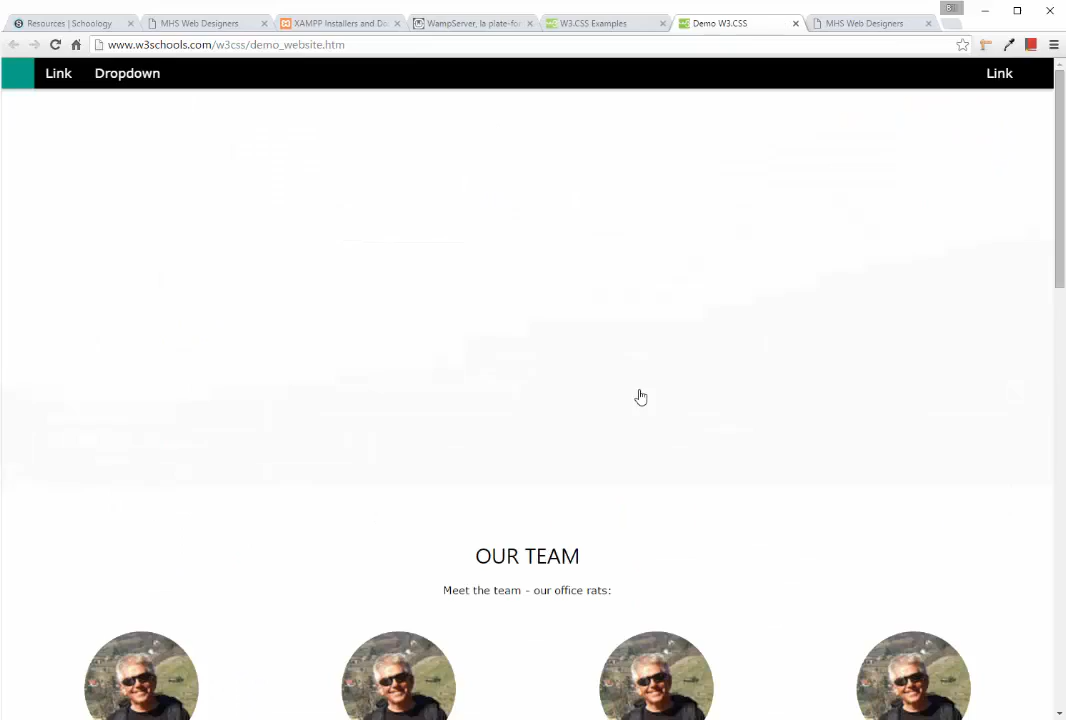 Resources | Schoology
MHS Web Designers
XAMPP Installers and Do
WampServer, la plate-for
W3.CSS Examples
Demo W3.CSS
MHS Web Designers
www.w3schools.com/w3css/demo_website.htm
Link Dropdown Link
OUR TEAM
Meet the team - our office rats: